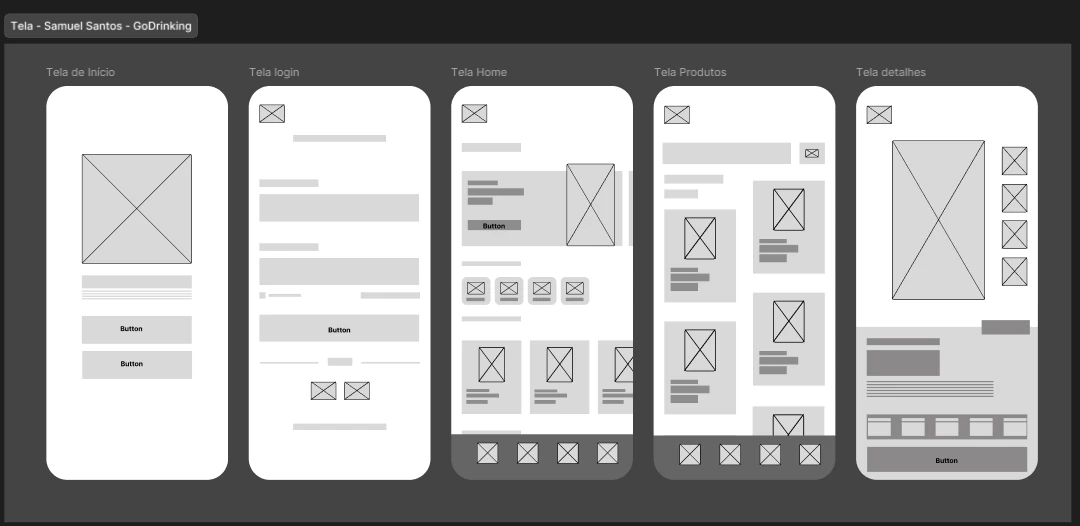 Tela - Samuel Santos - GoDrinking
Tela de Início
Tela login
Tela Home
Tela Produtos
Tela detalhes
Button
Button
Button
Button
Button